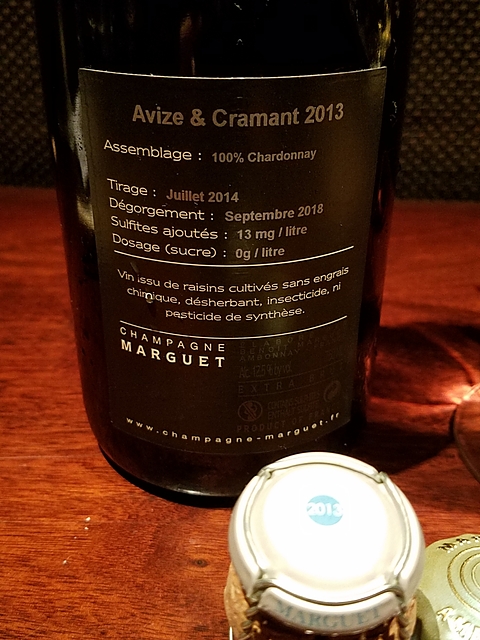 Avize & Cramant 2013
Assemblage : 100% Chardonnay
Tirage : Juillet 2014
Dégorgement : Septembre 2018
Sulfites ajoutés : 13 mg / litre
Dosage (sucre) : 0g / litre
Vin issu de raisins cultivés sans engrais
chimique, désherbant, insecticide, ni
pesticide de synthèse.
CHAMPAGNE
MARGUET
AMBONNAY
EXTRA
www.champagne-marguet.fr
2013
MARGUET